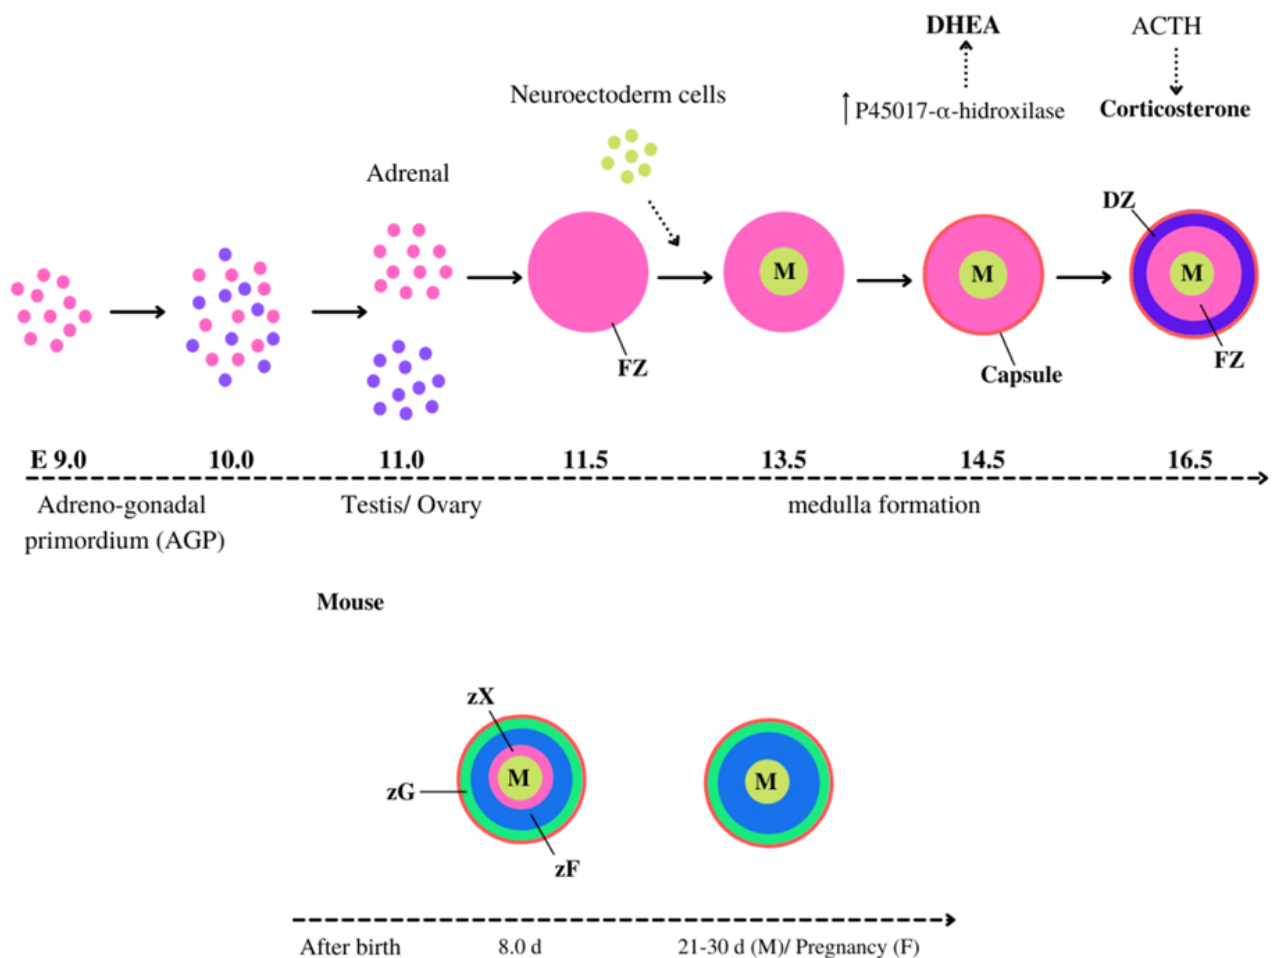 DHEA
ACTH
Neuroectoderm cells
↑P45017-α-hidroxilase
Corticosterone
Adrenal
DZ
M
M
M
FZ
Capsule
FZ
E 9.0
10.0
11.0
11.5
13.5
14.5
16.5
Adreno-gonadal
primordium (AGP)
Testis/ Ovary
medulla formation
Mouse
zX
M
M
zG
zF
After birth
8.0 d
21-30 d (M)/ Pregnancy (F)